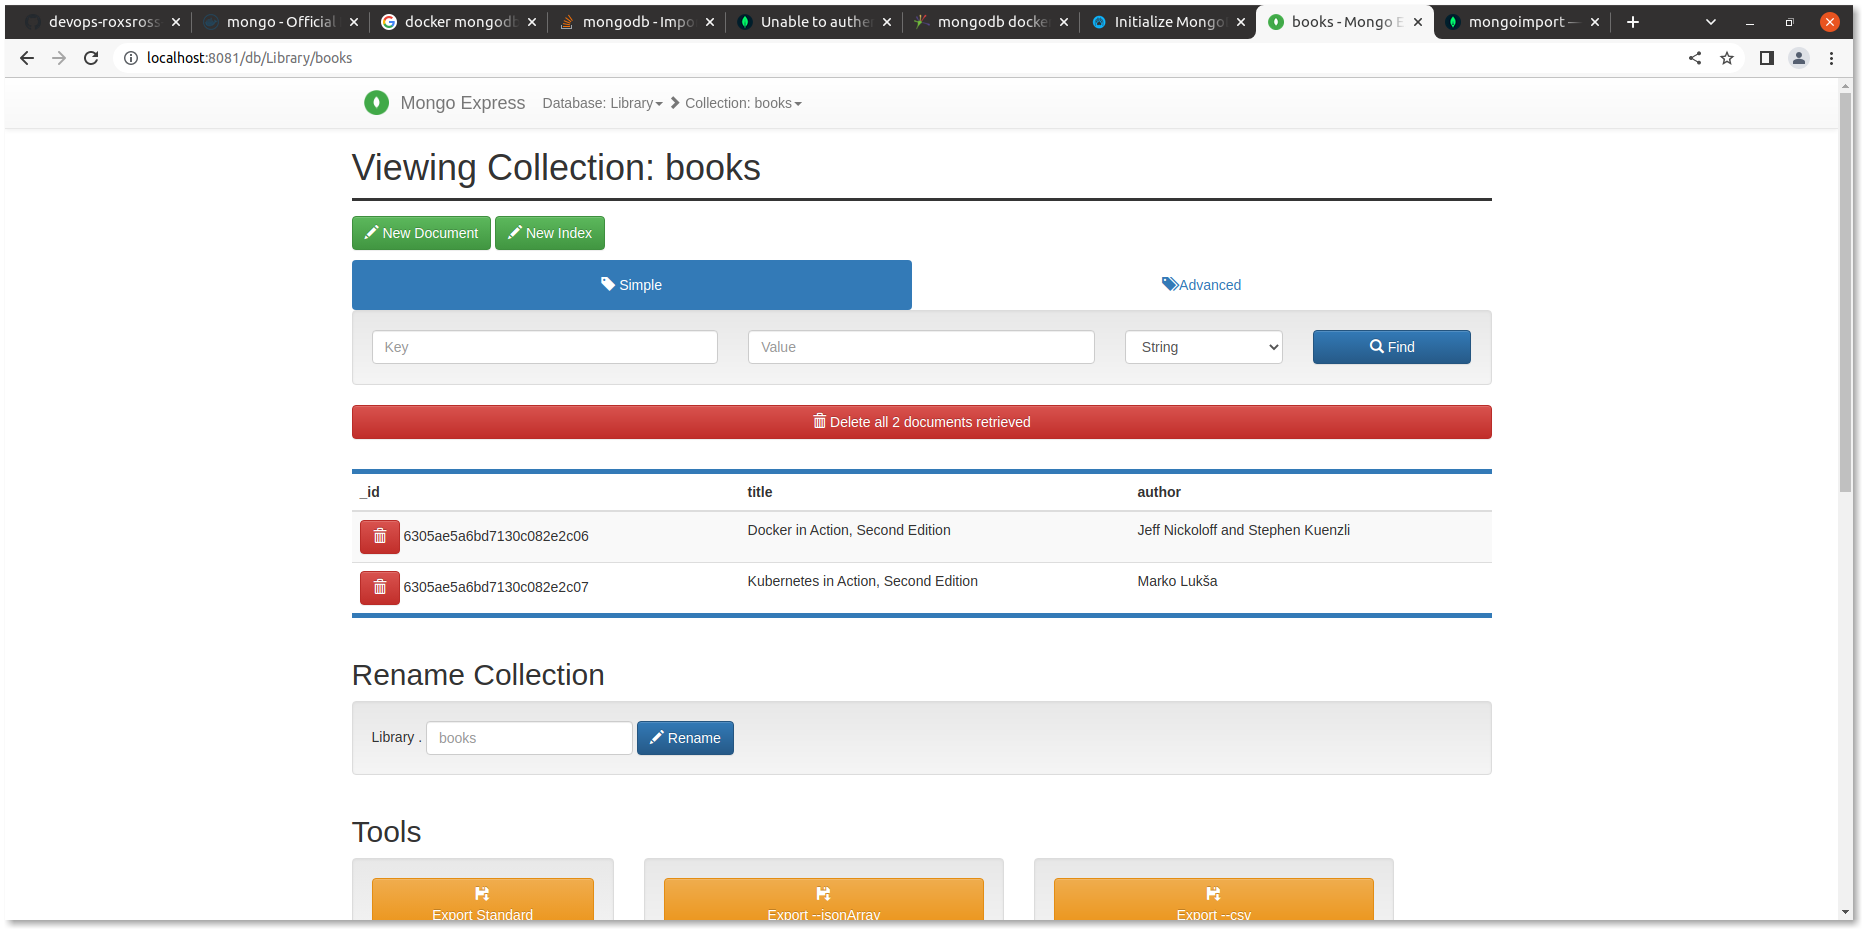 devops-roxsross
mongo - Official
docker mongodb
mongodb - Impo
Unable to authe
mongodb docke
Initialize Mongo
books - Mongo E
mongoimport —
localhost:8081/db/Library/books
Mongo Express Database: Library Collection: books
Viewing Collection: books
New Document New Index
Simple Advanced
Key Value String Find
Delete all 2 documents retrieved
_id title author
6305ae5a6bd7130c082e2c06 Docker in Action, Second Edition Jeff Nickoloff and Stephen Kuenzli
6305ae5a6bd7130c082e2c07 Kubernetes in Action, Second Edition Marko Lukša
Rename Collection
Library . books Rename
Tools
Export Standard Export --jsonArray Export --csv